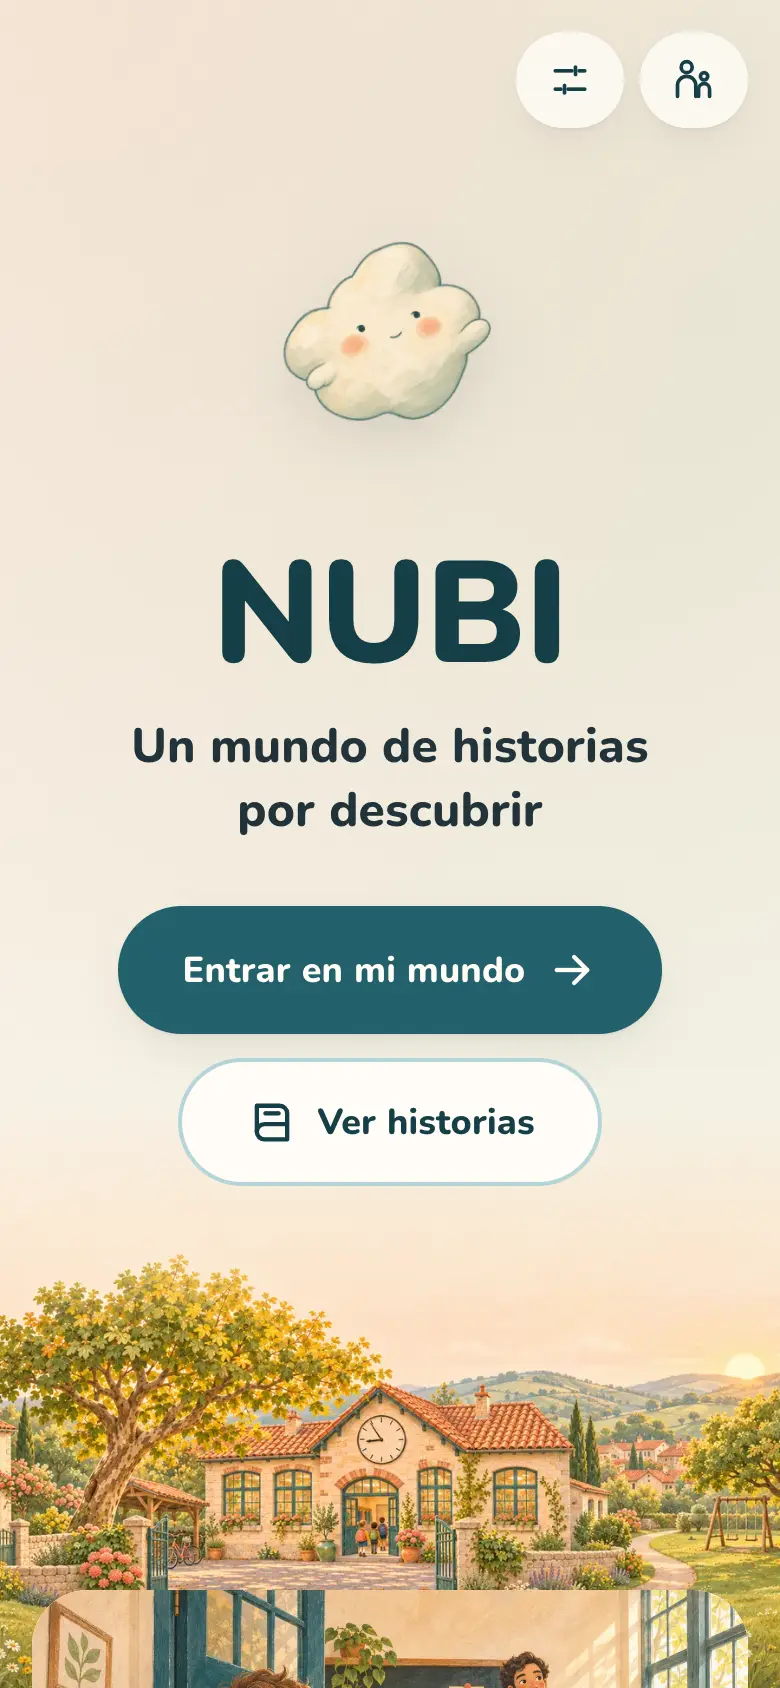 NUBI
Un mundo de historias
por descubrir
Entrar en mi mundo
Ver historias